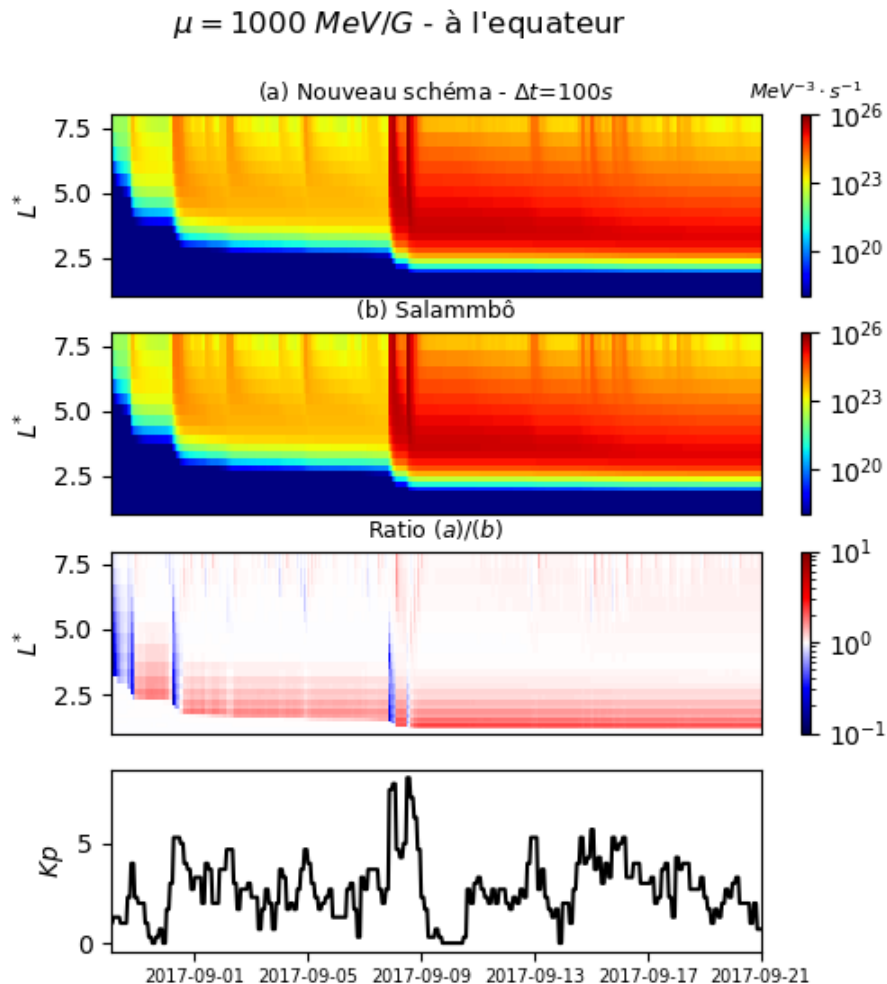 μ = 1000 MeV/G - à l'equateur
(a) Nouveau schéma - Δt=100s
MeV⁻³ · s⁻¹
7.5
5.0
2.5
L*
10²⁶
10²³
10²⁰
(b) Salammbô
7.5
5.0
2.5
L*
10²⁶
10²³
10²⁰
Ratio (a)/(b)
7.5
5.0
2.5
L*
10¹
10⁰
10⁻¹
5
0
Kp
2017-09-01 2017-09-05 2017-09-09 2017-09-13 2017-09-17 2017-09-21